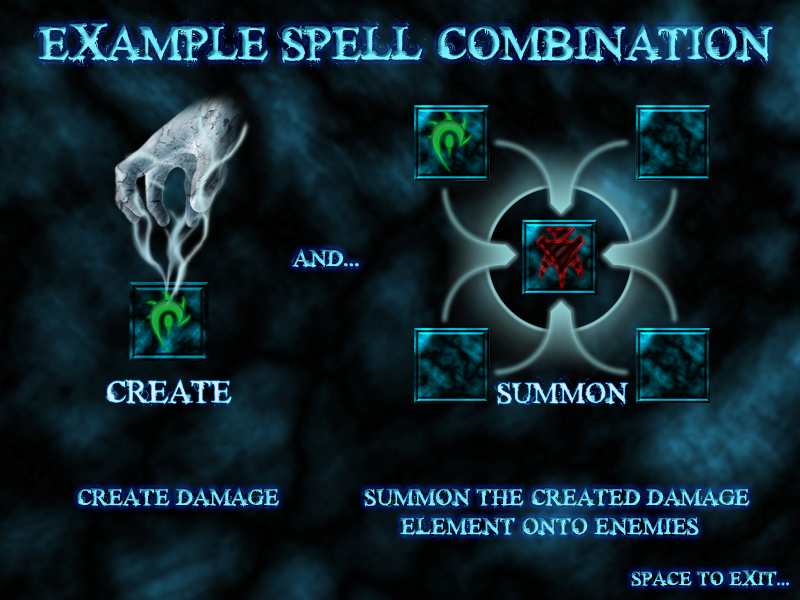 EXAMPLE SPELL COMBINATION
AND...
CREATE
SUMMON
CREATE DAMAGE
SUMMON THE CREATED DAMAGE
ELEMENT ONTO ENEMIES
SPACE TO EXIT...